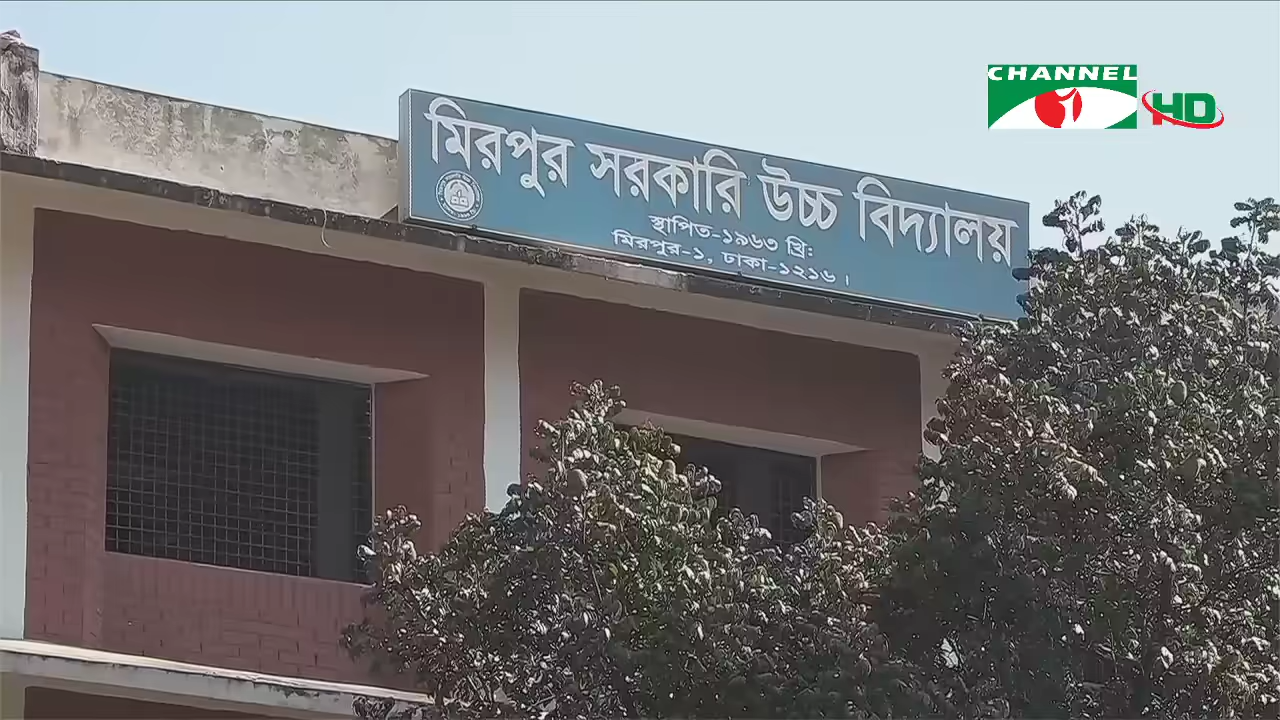 CHANNEL i HD
মিরপুর সরকারি উচ্চ বিদ্যালয়
স্থাপিত-১৯৬৩ খ্রি:
মিরপুর-১, ঢাকা-১২১৬।